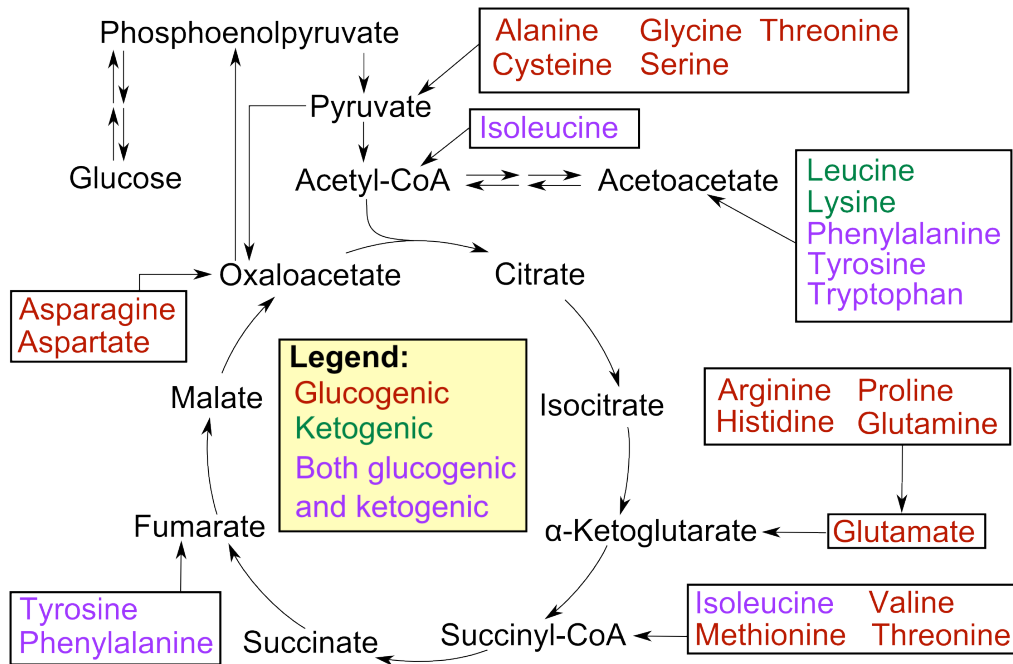 Phosphoenolpyruvate
Alanine Glycine Threonine
Cysteine Serine
Pyruvate
Isoleucine
Glucose
Acetyl-CoA
Acetoacetate
Leucine
Lysine
Phenylalanine
Tyrosine
Tryptophan
Oxaloacetate
Citrate
Asparagine
Aspartate
Legend:
Glucogenic
Ketogenic
Both glucogenic
and ketogenic
Malate
Isocitrate
Arginine Proline
Histidine Glutamine
Fumarate
α-Ketoglutarate
Glutamate
Tyrosine
Phenylalanine
Succinate
Succinyl-CoA
Isoleucine Valine
Methionine Threonine